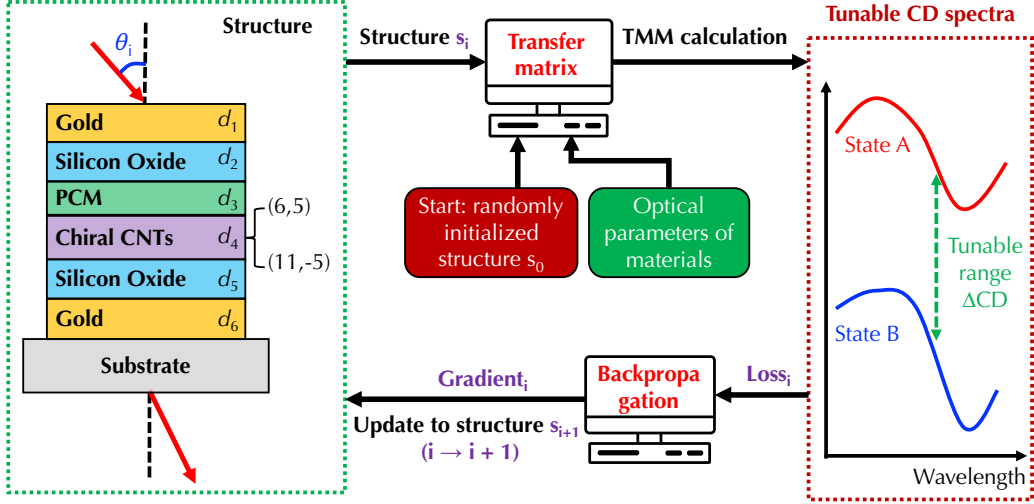 Structure
θi
Gold d1
Silicon Oxide d2
PCM d3
Chiral CNTs d4
Silicon Oxide d5
Gold d6
Substrate
(6,5)
(11,-5)
Structure si
Transfer
matrix
TMM calculation
Start: randomly
initialized
structure s0
Optical
parameters of
materials
Tunable CD spectra
State A
Tunable
range
ΔCD
State B
Wavelength
Lossi
Backpropa
gation
Gradienti
Update to structure si+1
(i → i + 1)